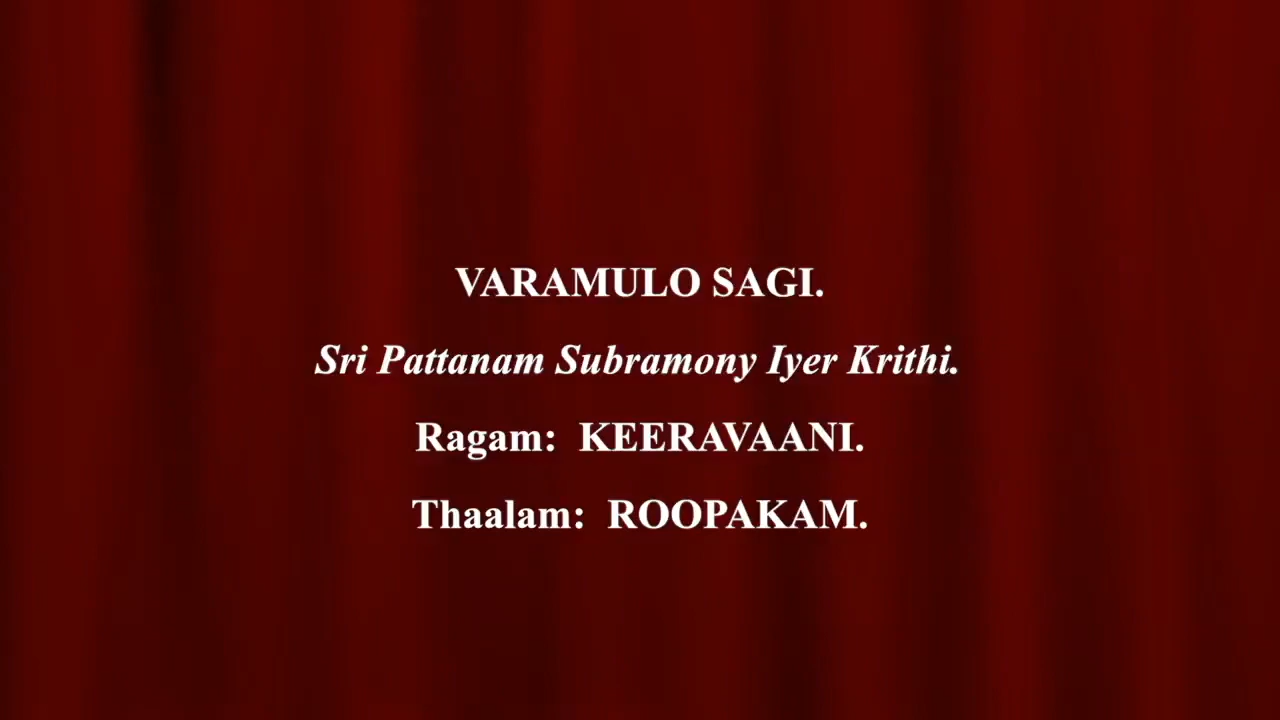 VARAMULO SAGI.
Sri Pattanam Subramony Iyer Krithi.
Ragam: KEERAVAANI.
Thaalam: ROOPAKAM.